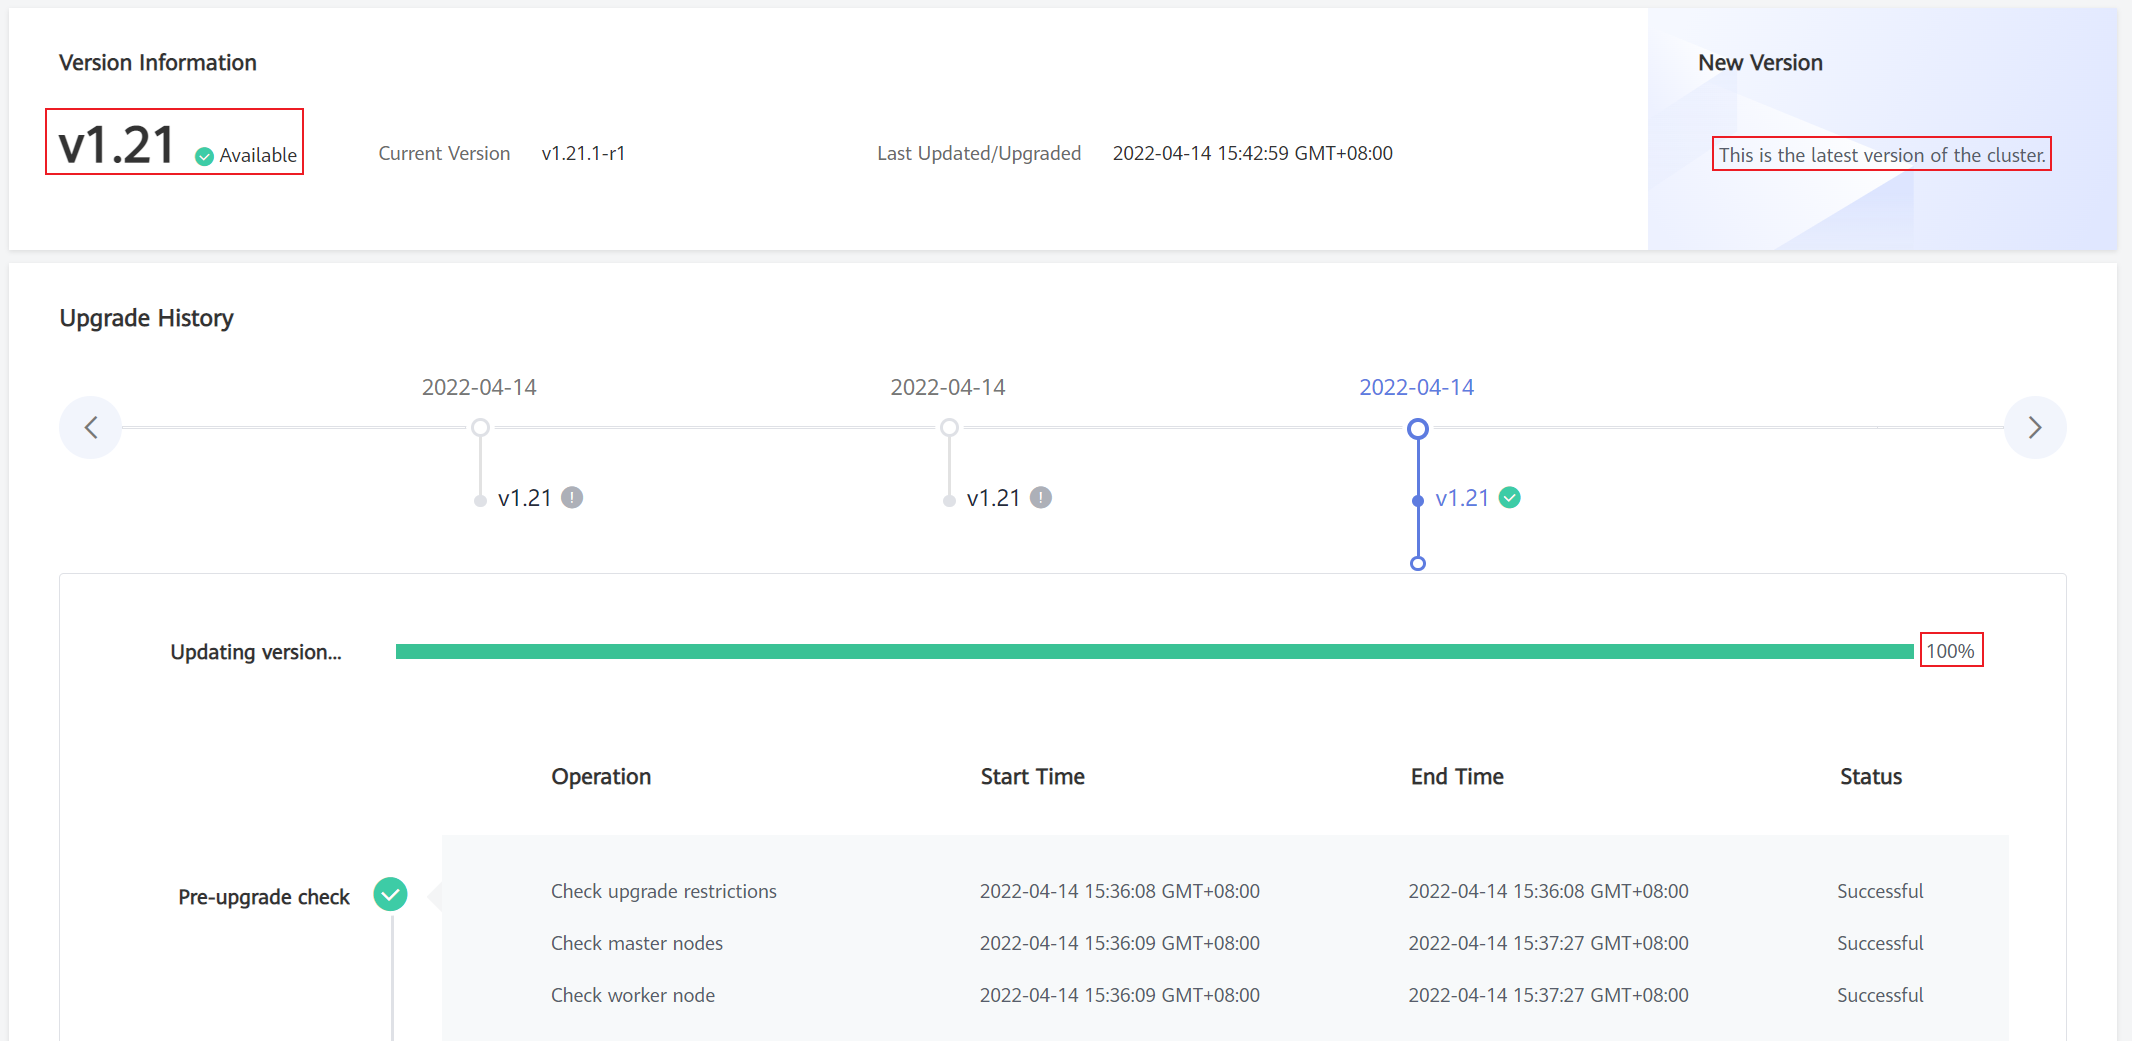 Version Information
New Version
v1.21 Available
Current Version v1.21.1-r1
Last Updated/Upgraded 2022-04-14 15:42:59 GMT+08:00
This is the latest version of the cluster.
Upgrade History
2022-04-14 2022-04-14 2022-04-14
v1.21 ! v1.21 ! v1.21
Updating version... 100%
Operation Start Time End Time Status
Pre-upgrade check
Check upgrade restrictions 2022-04-14 15:36:08 GMT+08:00 2022-04-14 15:36:08 GMT+08:00 Successful
Check master nodes 2022-04-14 15:36:09 GMT+08:00 2022-04-14 15:37:27 GMT+08:00 Successful
Check worker node 2022-04-14 15:36:09 GMT+08:00 2022-04-14 15:37:27 GMT+08:00 Successful